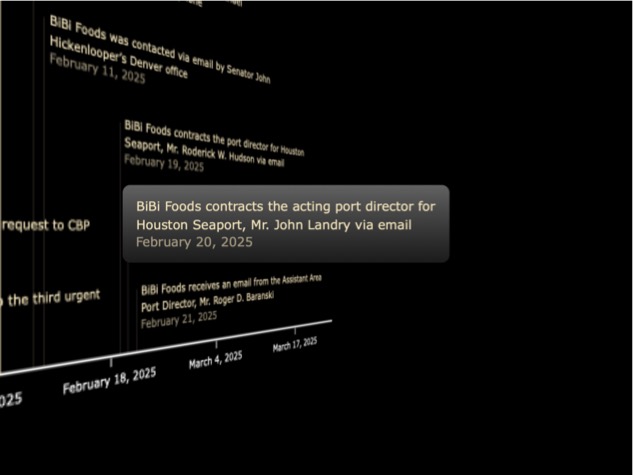 BiBi Foods was contacted via email by Senator John
Hickenlooper's Denver office
February 11, 2025
BiBi Foods contracts the port director for Houston
Seaport, Mr. Roderick W. Hudson via email
February 19, 2025
request to CBP
BiBi Foods contracts the acting port director for
Houston Seaport, Mr. John Landry via email
February 20, 2025
the third urgent
BiBi Foods receives an email from the Assistant Area
Port Director, Mr. Roger D. Baranski
February 21, 2025
025
February 18, 2025
March 4, 2025
March 17, 2025